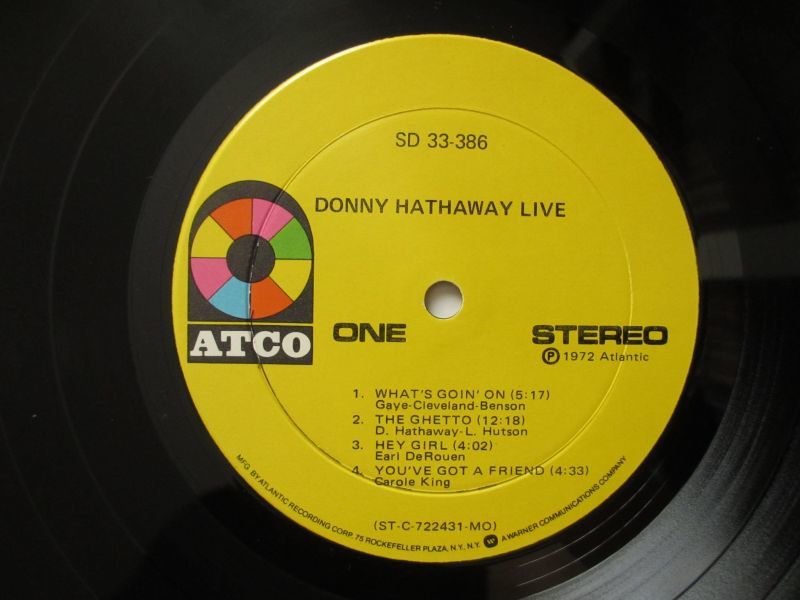 SD 33-386
DONNY HATHAWAY LIVE
ATCO
ONE
STEREO
Ⓟ 1972 Atlantic
1. WHAT'S GOIN' ON (5:17)
Gaye-Cleveland-Benson
2. THE GHETTO (12:18)
D. Hathaway-L. Hutson
3. HEY GIRL (4:02)
Earl DeRouen
4. YOU'VE GOT A FRIEND (4:33)
Carole King
(ST-C-722431-MO)
MFG. BY ATLANTIC RECORDING CORP. 75 ROCKEFELLER PLAZA, N.Y. N.Y. W A WARNER COMMUNICATIONS COMPANY